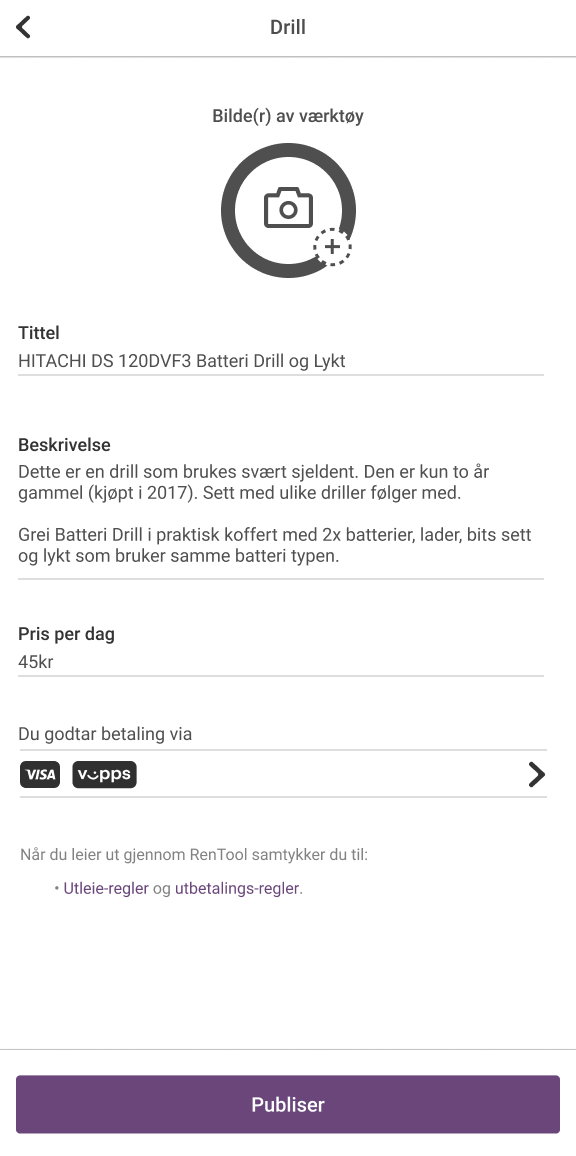 Drill
Bilde(r) av værktøy
Tittel
HITACHI DS 120DVF3 Batteri Drill og Lykt
Beskrivelse
Dette er en drill som brukes svært sjeldent. Den er kun to år
gammel (kjøpt i 2017). Sett med ulike driller følger med.
Grei Batteri Drill i praktisk koffert med 2x batterier, lader, bits sett
og lykt som bruker samme batteri typen.
Pris per dag
45kr
Du godtar betaling via
VISA vipps
Når du leier ut gjennom RenTool samtykker du til:
• Utleie-regler og utbetalings-regler.
Publiser